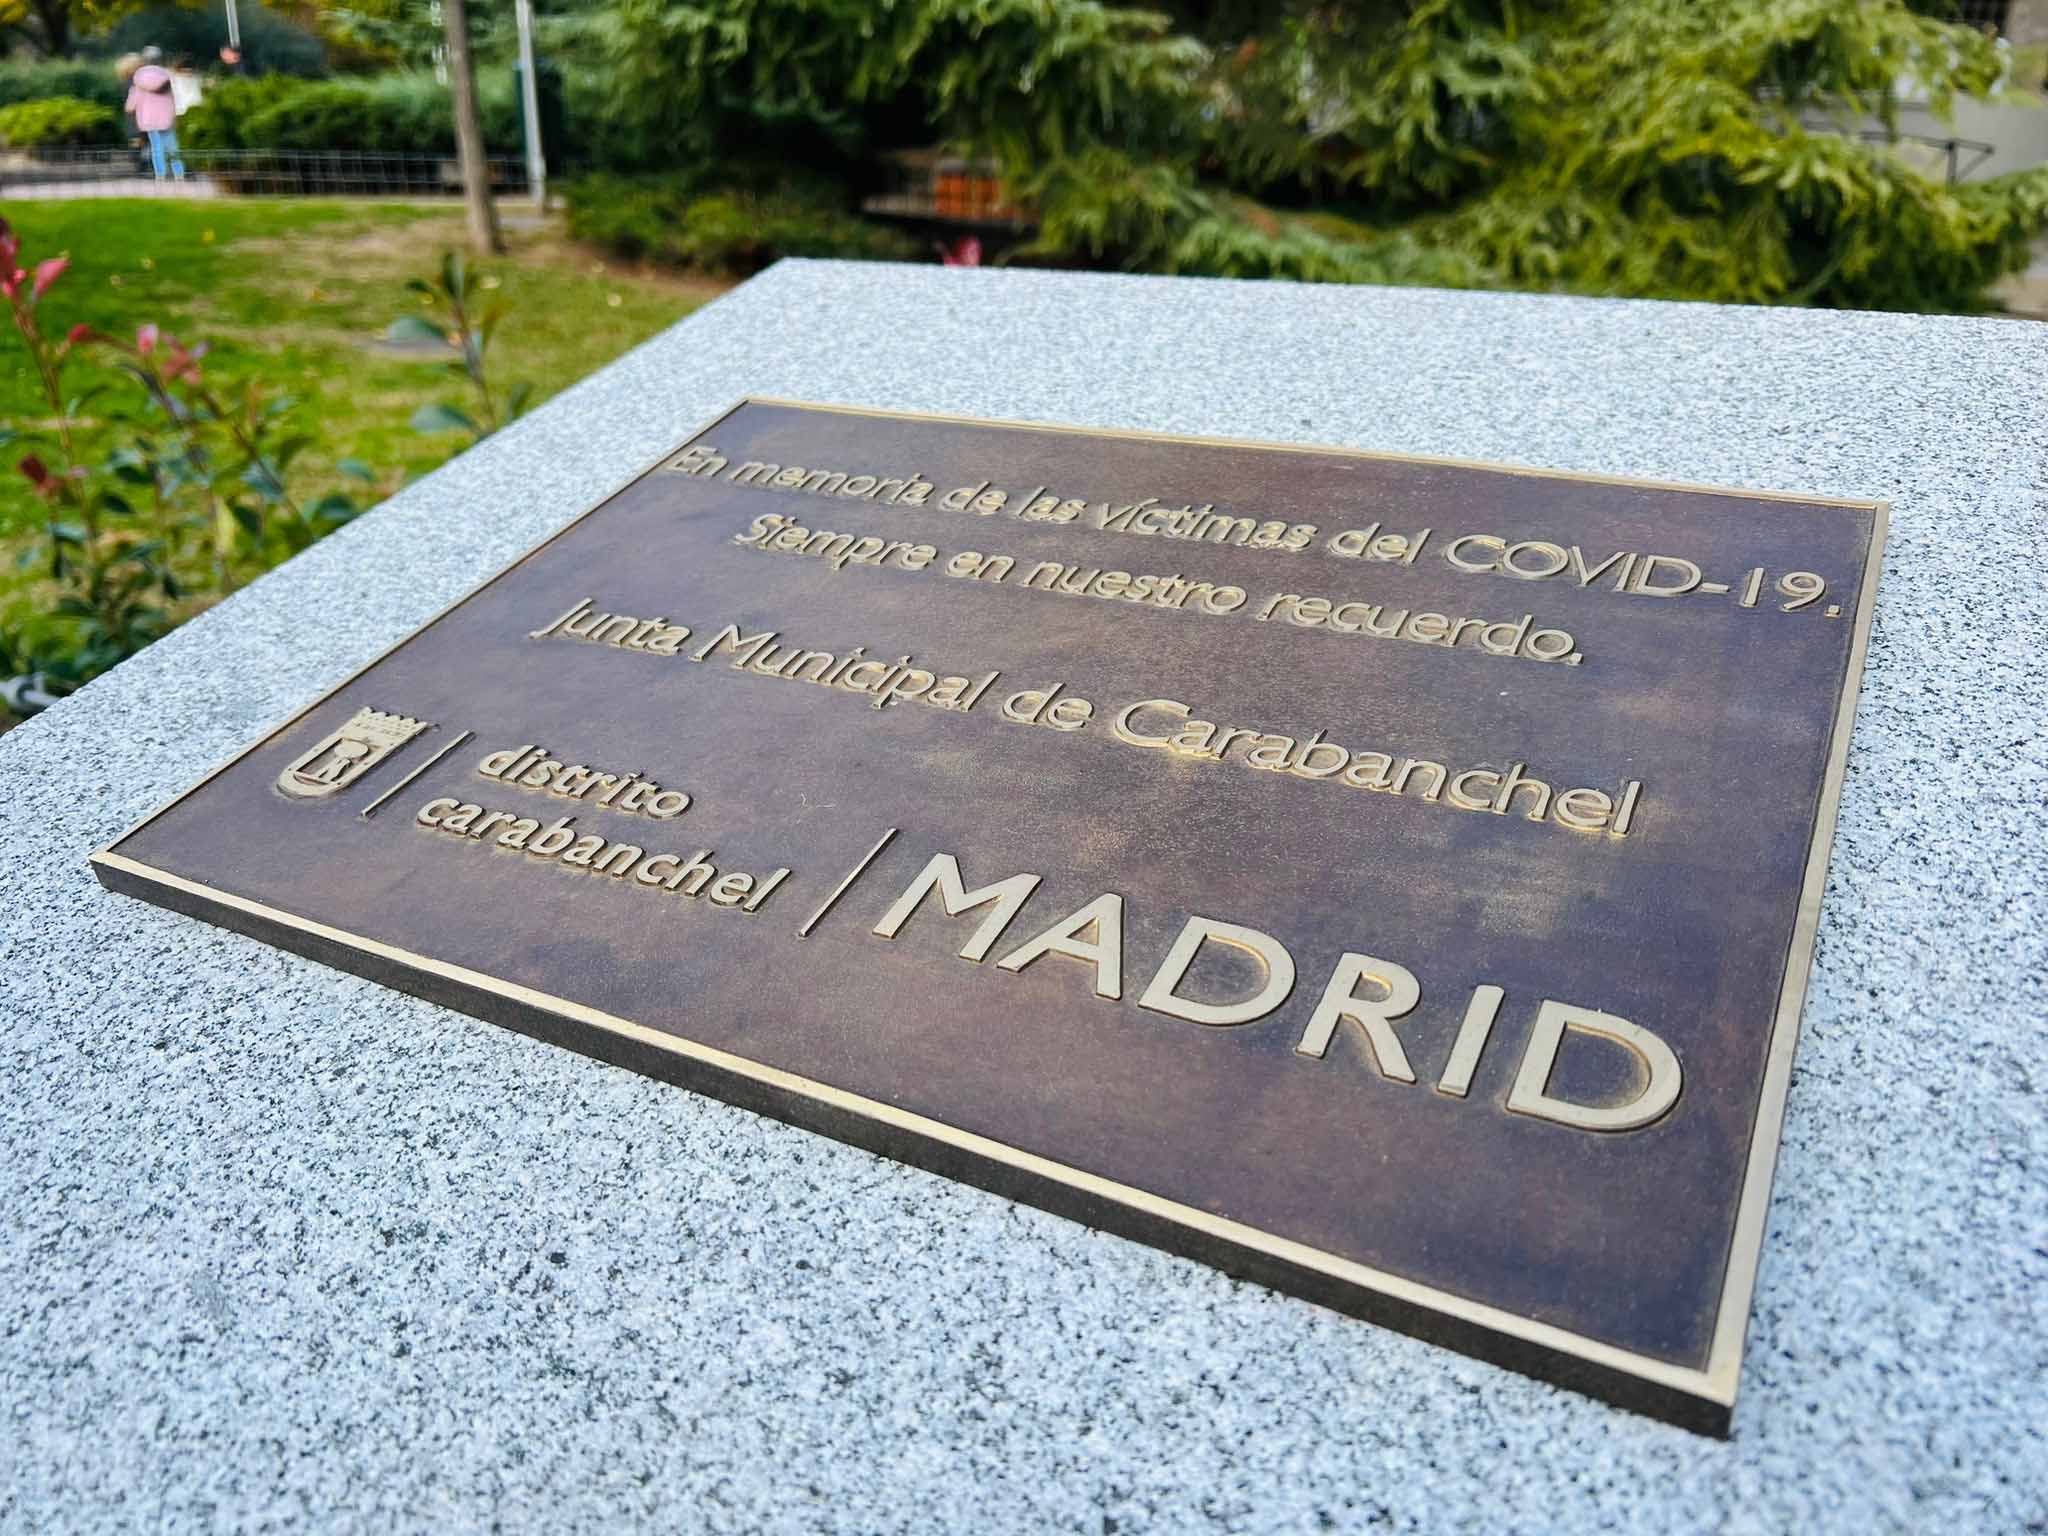 En memoria de las víctimas del COVID-19.
Siempre en nuestro recuerdo.
Junta Municipal de Carabanchel
distrito
carabanchel
MADRID